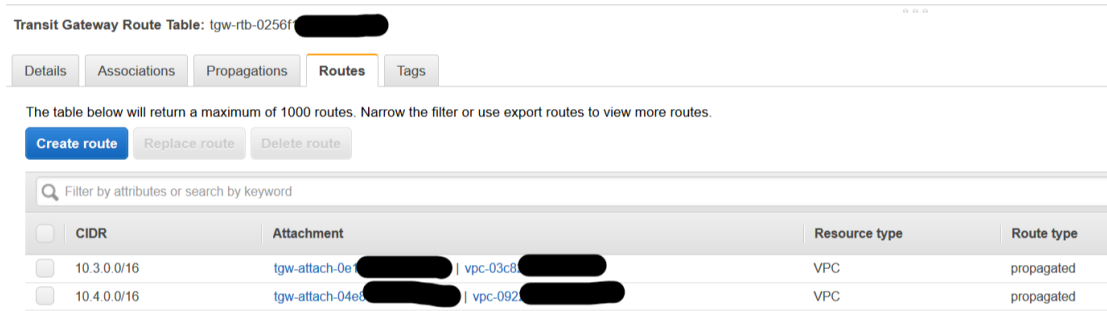 Transit Gateway Route Table: tgw-rtb-0256f
Details Associations Propagations Routes Tags
The table below will return a maximum of 1000 routes. Narrow the filter or use export routes to view more routes.
Create route Replace route Delete route
Filter by attributes or search by keyword
CIDR Attachment Resource type Route type
10.3.0.0/16 tgw-attach-0e1 | vpc-03c8 VPC propagated
10.4.0.0/16 tgw-attach-04e8 | vpc-092 VPC propagated